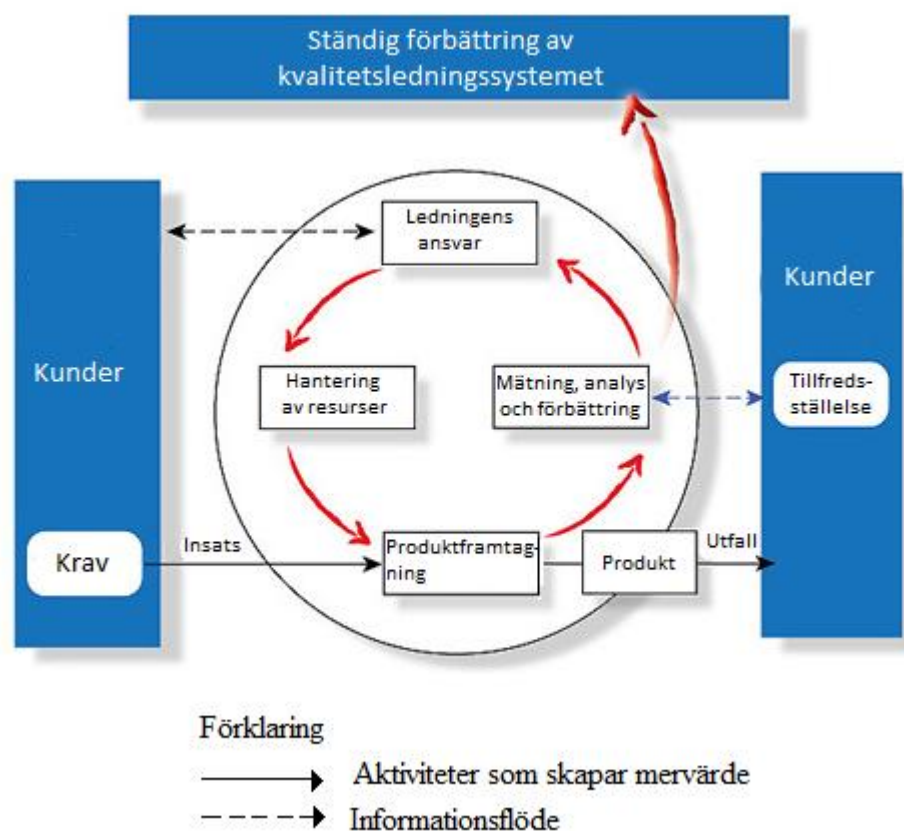 Ständig förbättring av
kvalitetsledningssystemet
Ledningens
ansvar
Kunder
Kunder
Hantering
av resurser
Mätning, analys
och förbättring
Tillfreds-
ställelse
Krav
Insats
Produktframtag-
ning
Produkt
Utfall
Förklaring
Aktiviteter som skapar mervärde
Informationsflöde